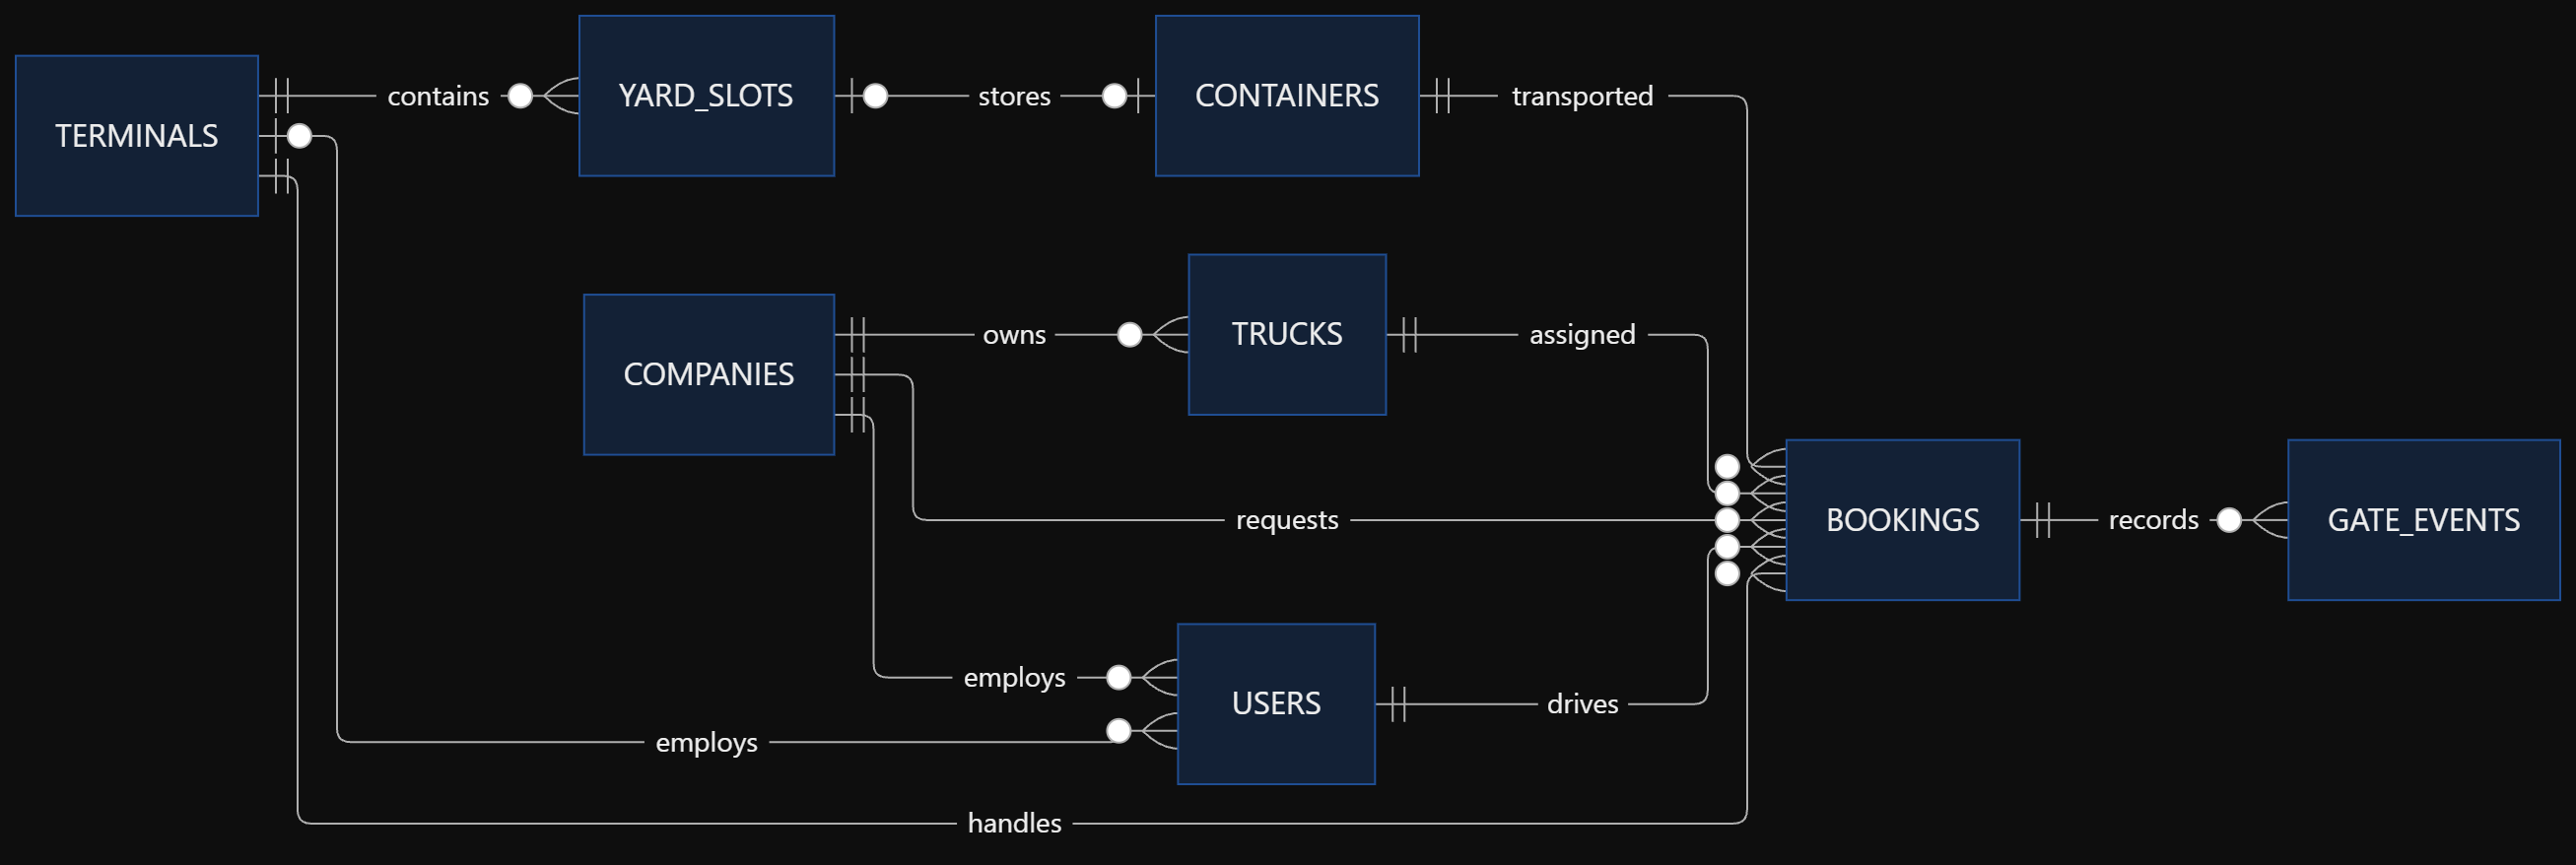 TERMINALS
contains
YARD_SLOTS
stores
CONTAINERS
transported
COMPANIES
owns
TRUCKS
assigned
requests
BOOKINGS
records
GATE_EVENTS
employs
USERS
drives
employs
handles